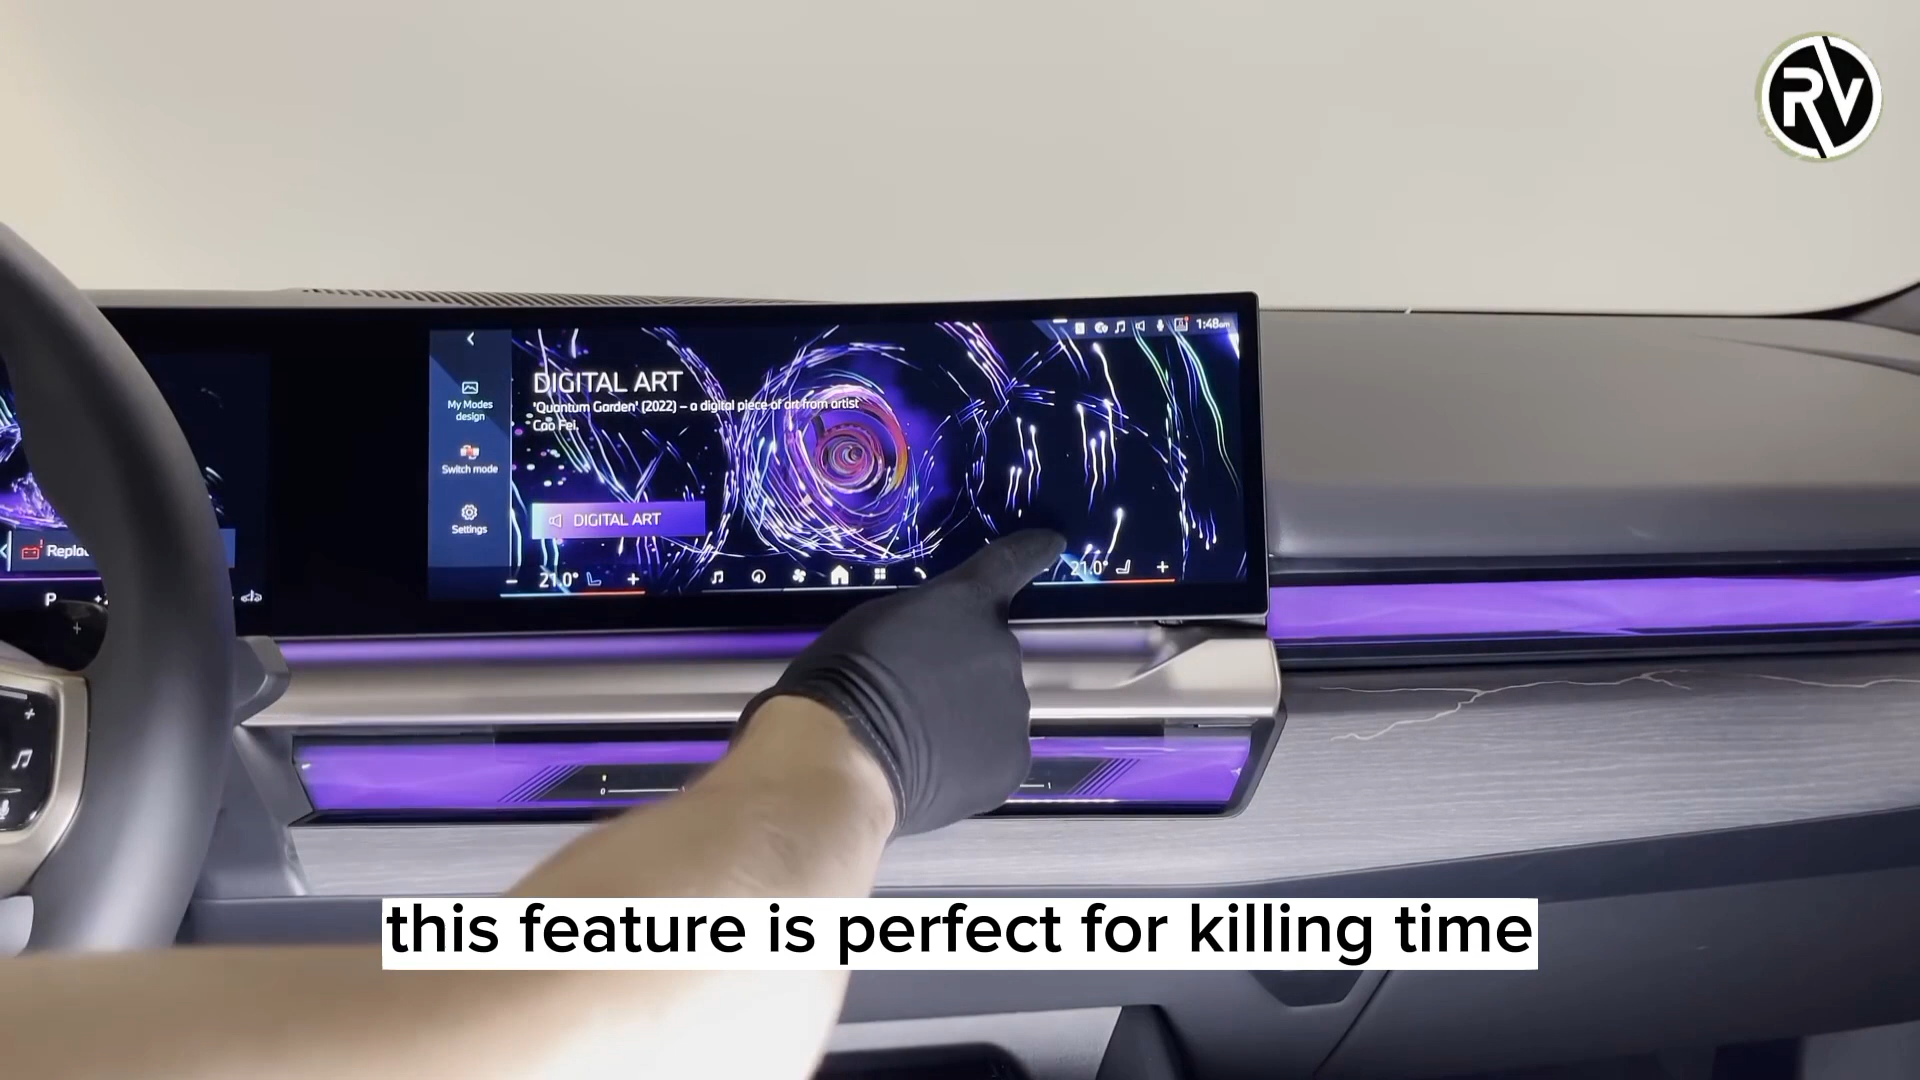 RV
1:48am
DIGITAL ART
'Quantum Garden' (2022) – a digital piece of art from artist
Cao Fei.
My Modes
design
Switch mode
Settings
DIGITAL ART
21.0°
21.0°
P
this feature is perfect for killing time